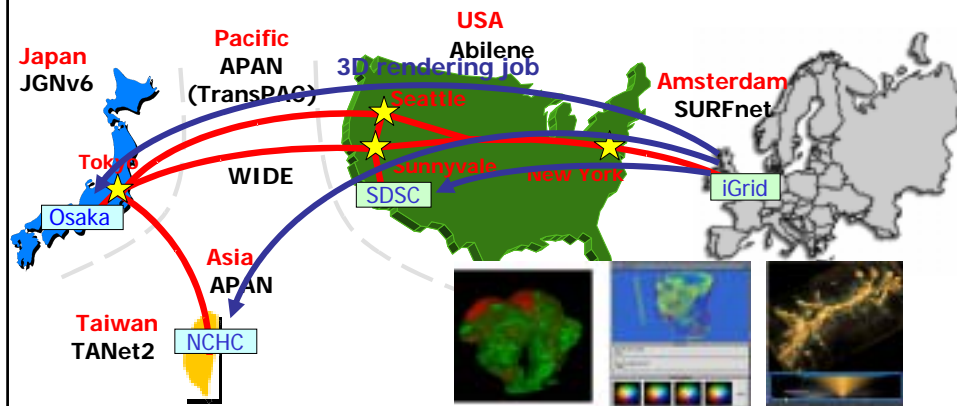 Japan
JGNv6
Pacific
APAN
(TransPAC)
USA
Abilene
3D rendering job
Amsterdam
SURFnet
Seattle
Tokyo
WIDE
Sunnyvale
New York
SDSC
iGrid
Osaka
Asia
APAN
Taiwan
TANet2
NCHC